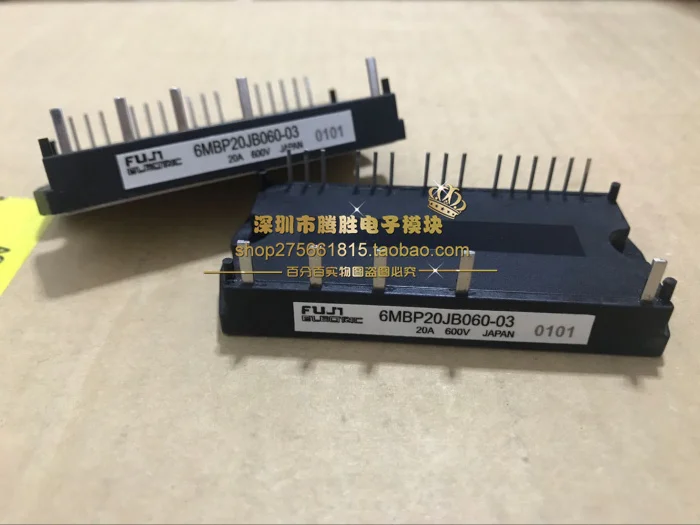 FUJI
ELECTRIC
6MBP20JB060-03
20A 600V JAPAN
0101
深圳市腾胜电子模块
shop275661815.taobao.com
百分百实物图盗图必究
FUJI
ELECTRIC
6MBP20JB060-03
20A 600V JAPAN
0101